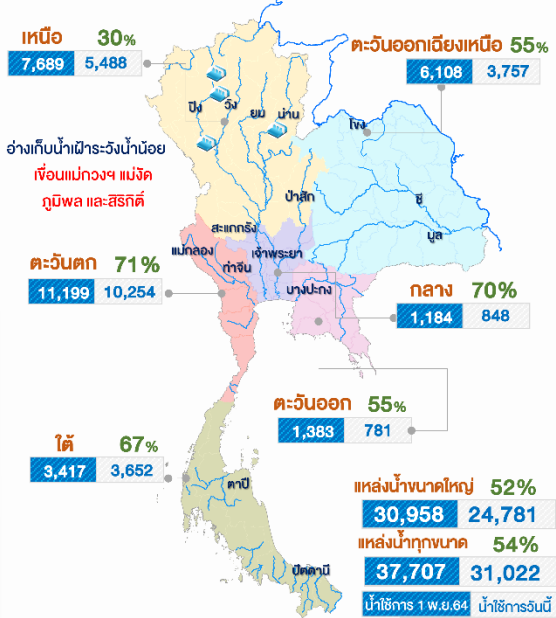 เหนือ 30%
7,689 5,488
ตะวันออกเฉียงเหนือ 55%
6,108 3,757
ปิง
วัง
ยม
น่าน
โขง
อ่างเก็บน้ำเฝ้าระวังน้ำน้อย
เขื่อนแม่กวงฯ แม่งัด
ภูมิพล และสิริกิติ์
ป่าสัก
ชี
มูล
สะแกกรัง
แม่กลอง
ท่าจีน
เจ้าพระยา
บางปะกง
ตะวันตก 71%
11,199 10,254
กลาง 70%
1,184 848
ตะวันออก 55%
1,383 781
ใต้ 67%
3,417 3,652
ตาปี
ปัตตานี
แหล่งน้ำขนาดใหญ่ 52%
30,958 24,781
แหล่งน้ำทุกขนาด 54%
37,707 31,022
น้ำใช้การ 1 พ.ย.64 น้ำใช้การวันนี้